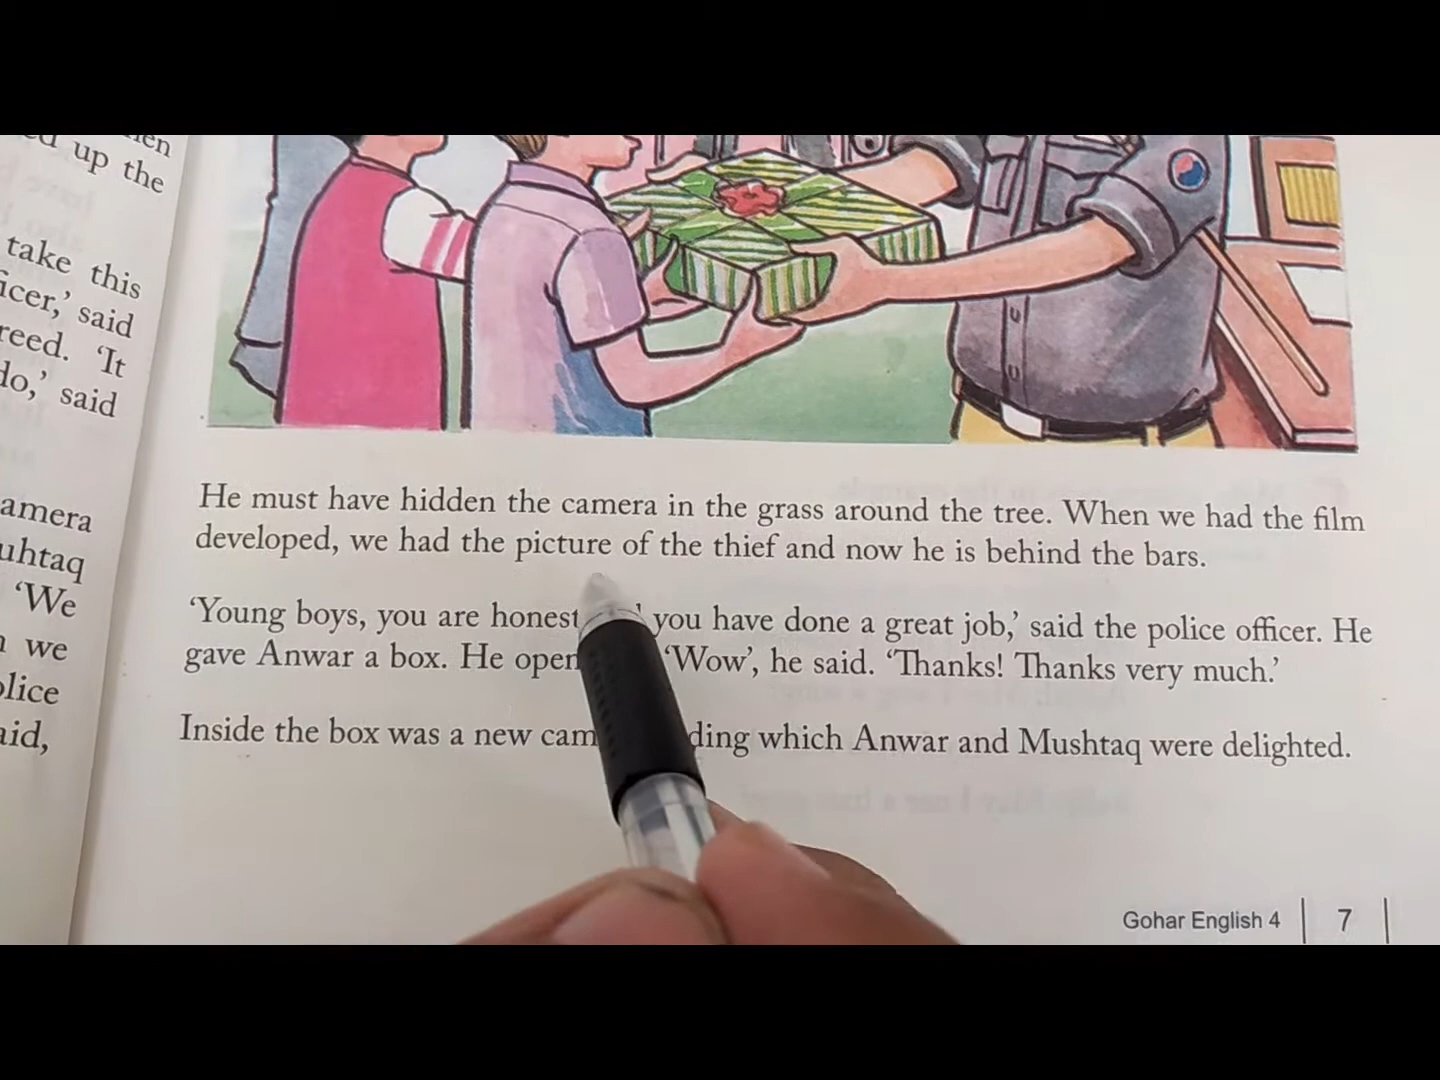 hen
ed up the
take this
icer,’ said
reed. ‘It
do,’ said
amera
uhtaq
‘We
we
lice
aid,
He must have hidden the camera in the grass around the tree. When we had the film
developed, we had the picture of the thief and now he is behind the bars.
‘Young boys, you are honest you have done a great job,’ said the police officer. He
gave Anwar a box. He open ‘Wow’, he said. ‘Thanks! Thanks very much.’
Inside the box was a new cam ding which Anwar and Mushtaq were delighted.
Gohar English 4 | 7 |